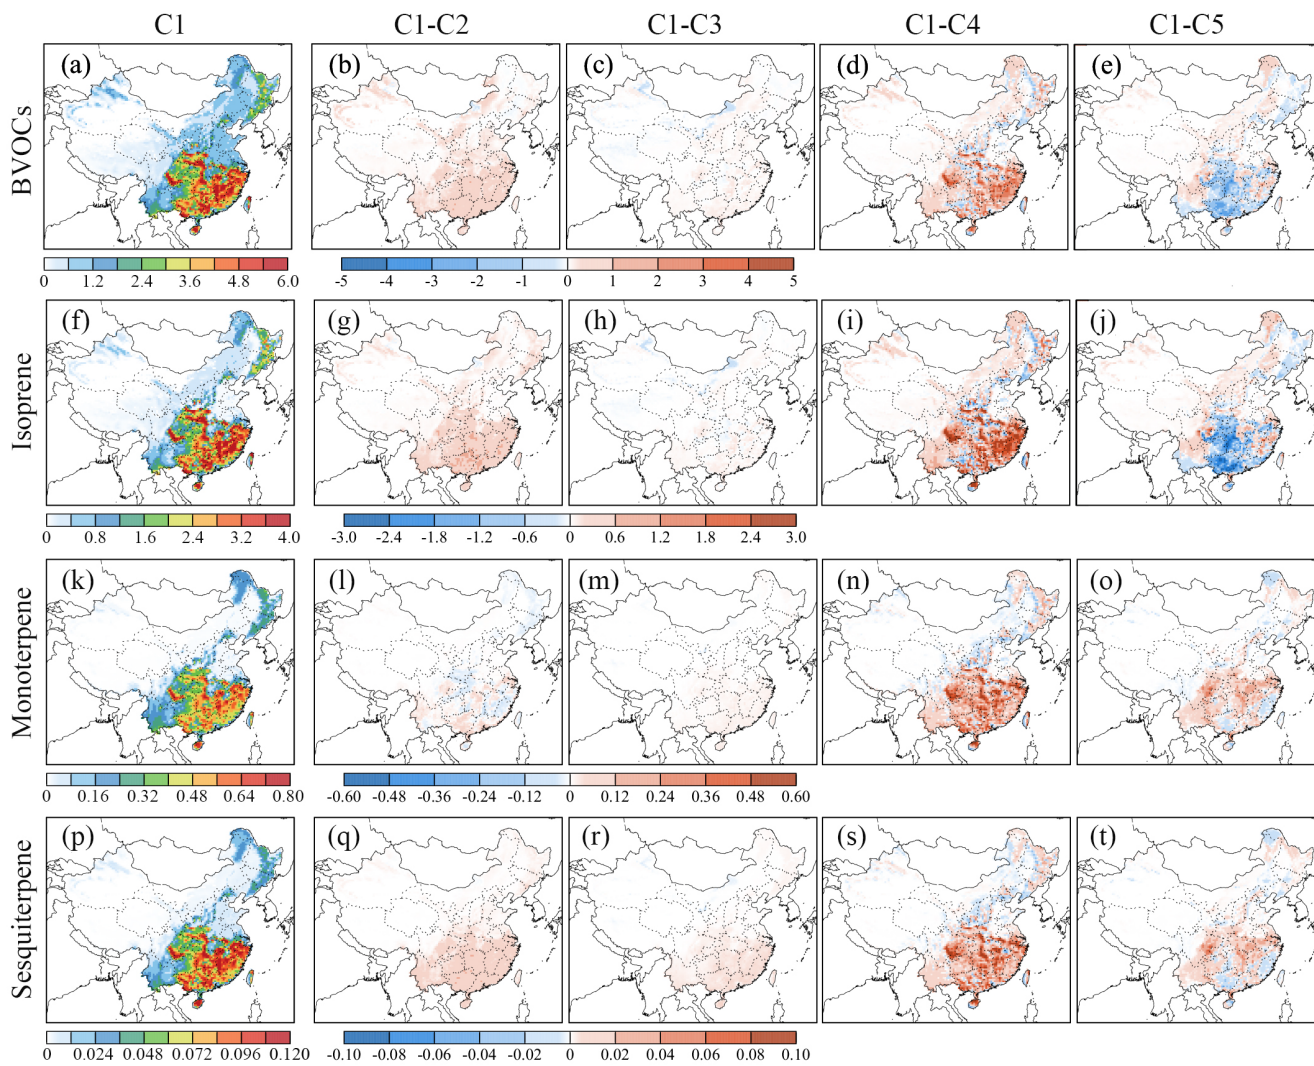 C1 C1-C2 C1-C3 C1-C4 C1-C5
BVOCs
(a) (b) (c) (d) (e)
0 1.2 2.4 3.6 4.8 6.0 -5 -4 -3 -2 -1 0 1 2 3 4 5
Isoprene
(f) (g) (h) (i) (j)
0 0.8 1.6 2.4 3.2 4.0 -3.0 -2.4 -1.8 -1.2 -0.6 0 0.6 1.2 1.8 2.4 3.0
Monoterpene
(k) (l) (m) (n) (o)
0 0.16 0.32 0.48 0.64 0.80 -0.60 -0.48 -0.36 -0.24 -0.12 0 0.12 0.24 0.36 0.48 0.60
Sesquiterpene
(p) (q) (r) (s) (t)
0 0.024 0.048 0.072 0.096 0.120 -0.10 -0.08 -0.06 -0.04 -0.02 0 0.02 0.04 0.06 0.08 0.10